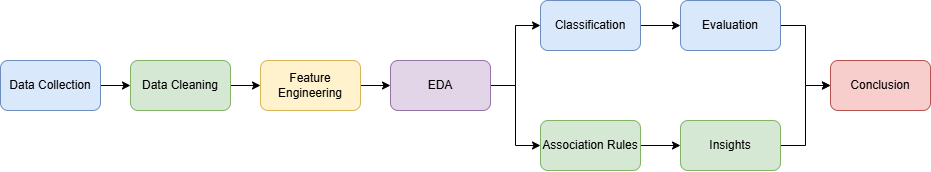 Data Collection
Data Cleaning
Feature
Engineering
EDA
Classification
Evaluation
Association Rules
Insights
Conclusion